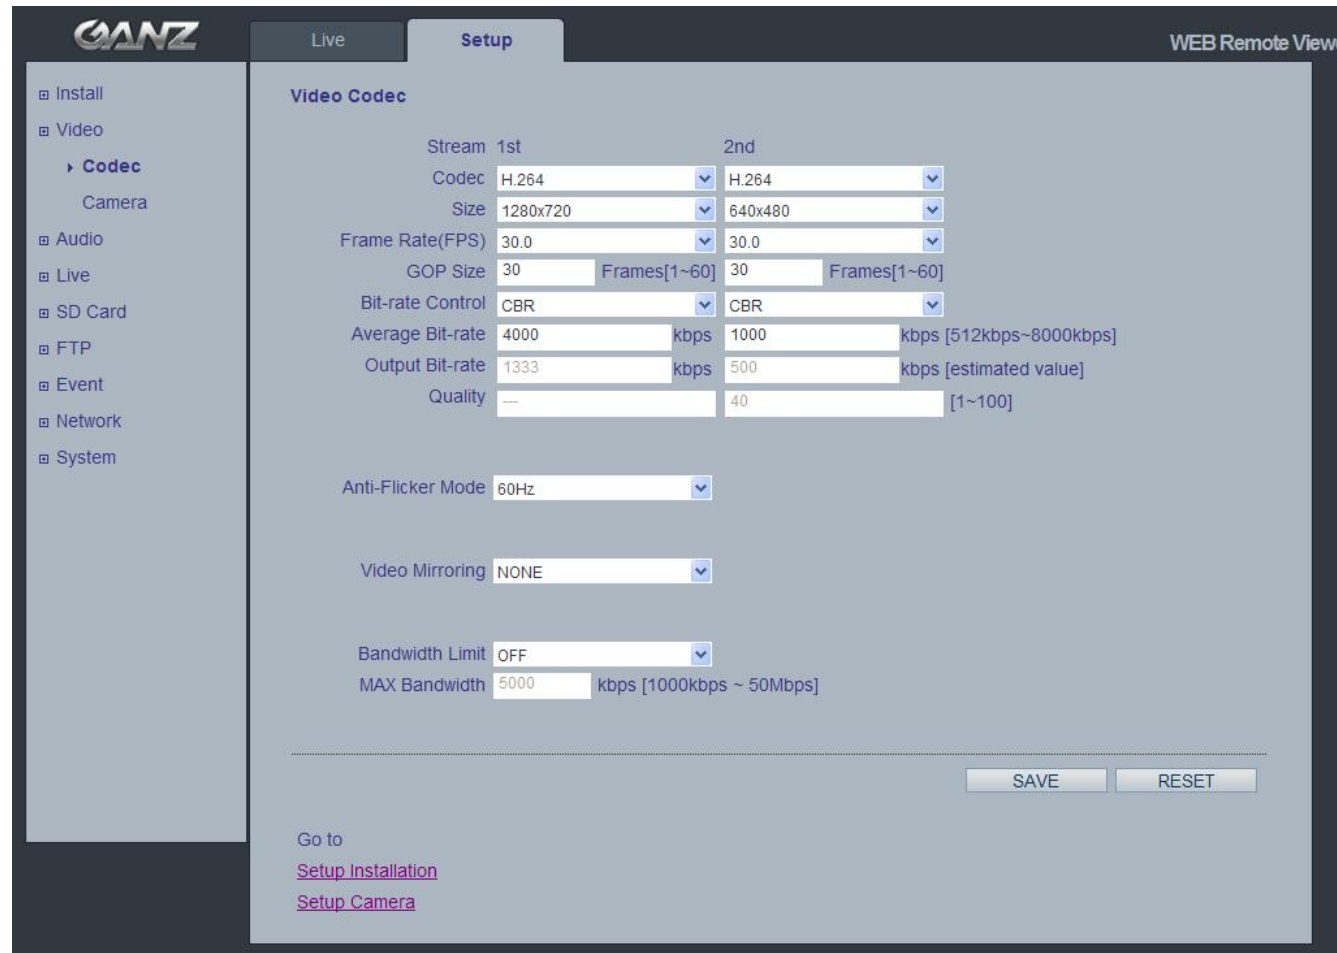 GANZ
Live Setup
WEB Remote View
Install
Video
Codec
Camera
Audio
Live
SD Card
FTP
Event
Network
System
Video Codec
Stream 1st 2nd
Codec H.264 H.264
Size 1280x720 640x480
Frame Rate(FPS) 30.0 30.0
GOP Size 30 Frames[1~60] 30 Frames[1~60]
Bit-rate Control CBR CBR
Average Bit-rate 4000 kbps 1000 kbps [512kbps~8000kbps]
Output Bit-rate 1333 kbps 500 kbps [estimated value]
Quality --- 40 [1~100]
Anti-Flicker Mode 60Hz
Video Mirroring NONE
Bandwidth Limit OFF
MAX Bandwidth 5000 kbps [1000kbps ~ 50Mbps]
SAVE RESET
Go to
Setup Installation
Setup Camera